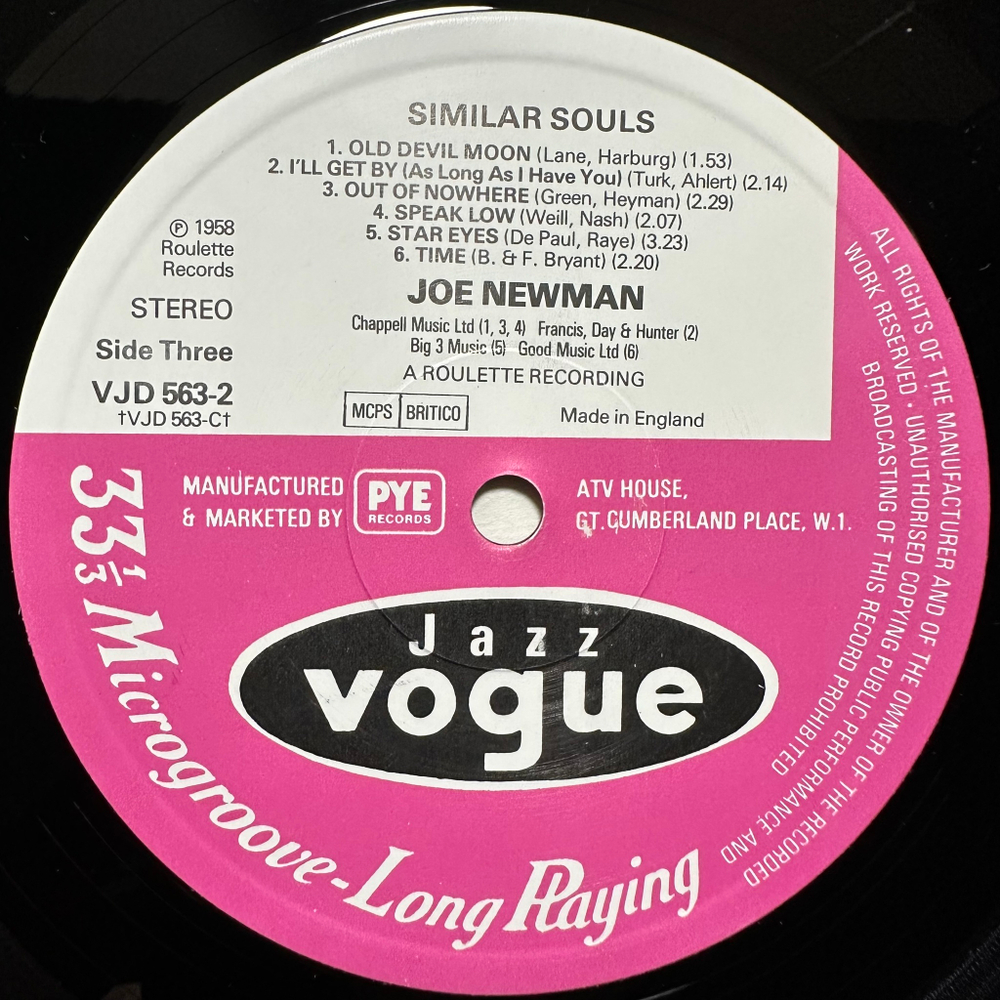 SIMILAR SOULS
1. OLD DEVIL MOON (Lane, Harburg) (1.53)
2. I'LL GET BY (As Long As I Have You) (Turk, Ahlert) (2.14)
3. OUT OF NOWHERE (Green, Heyman) (2.29)
4. SPEAK LOW (Weill, Nash) (2.07)
5. STAR EYES (De Paul, Raye) (3.23)
6. TIME (B. & F. Bryant) (2.20)
JOE NEWMAN
Chappell Music Ltd (1, 3, 4) Francis, Day & Hunter (2)
Big 3 Music (5) Good Music Ltd (6)
A ROULETTE RECORDING
℗ 1958
Roulette
Records
STEREO
Side Three
VJD 563-2
†VJD 563-C†
MCPS BRITICO
Made in England
MANUFACTURED
& MARKETED BY
PYE
RECORDS
ATV HOUSE,
GT. CUMBERLAND PLACE, W.1.
Jazz
vogue
33⅓ Microgroove-Long Playing
ALL RIGHTS OF THE MANUFACTURER AND OF THE OWNER OF THE RECORDED
WORK RESERVED · UNAUTHORISED COPYING PUBLIC PERFORMANCE AND
BROADCASTING OF THIS RECORD PROHIBITED